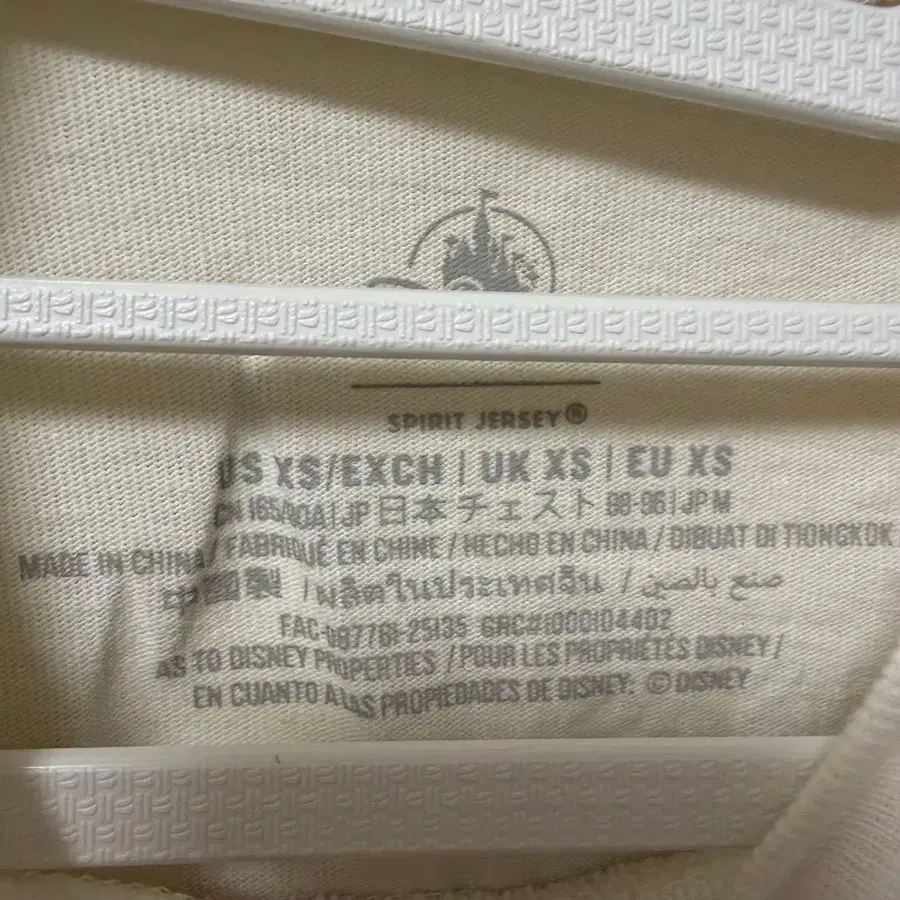 SPIRIT JERSEY®
US XS/EXCH | UK XS | EU XS
CN 165/80A | JP 日本 チェスト 88-96 | JP M
MADE IN CHINA / FABRIQUÉ EN CHINE / HECHO EN CHINA / DIBUAT DI TIONGKOK
中國製 / ผลิตในประเทศจีน / صنع بالصين
FAC-087761-25135 GRC#1000104402
AS TO DISNEY PROPERTIES / POUR LES PROPRIÉTÉS DISNEY /
EN CUANTO A LAS PROPIEDADES DE DISNEY: © DISNEY